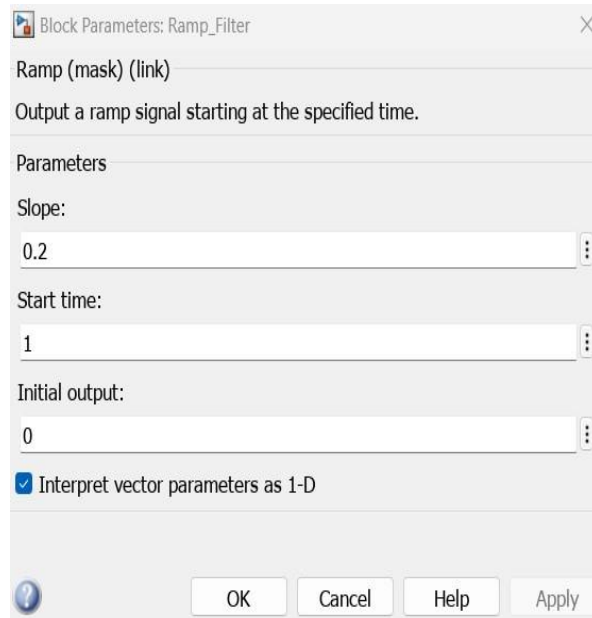 Block Parameters: Ramp_Filter
Ramp (mask) (link)
Output a ramp signal starting at the specified time.
Parameters
Slope:
0.2
Start time:
1
Initial output:
0
Interpret vector parameters as 1-D
OK Cancel Help Apply